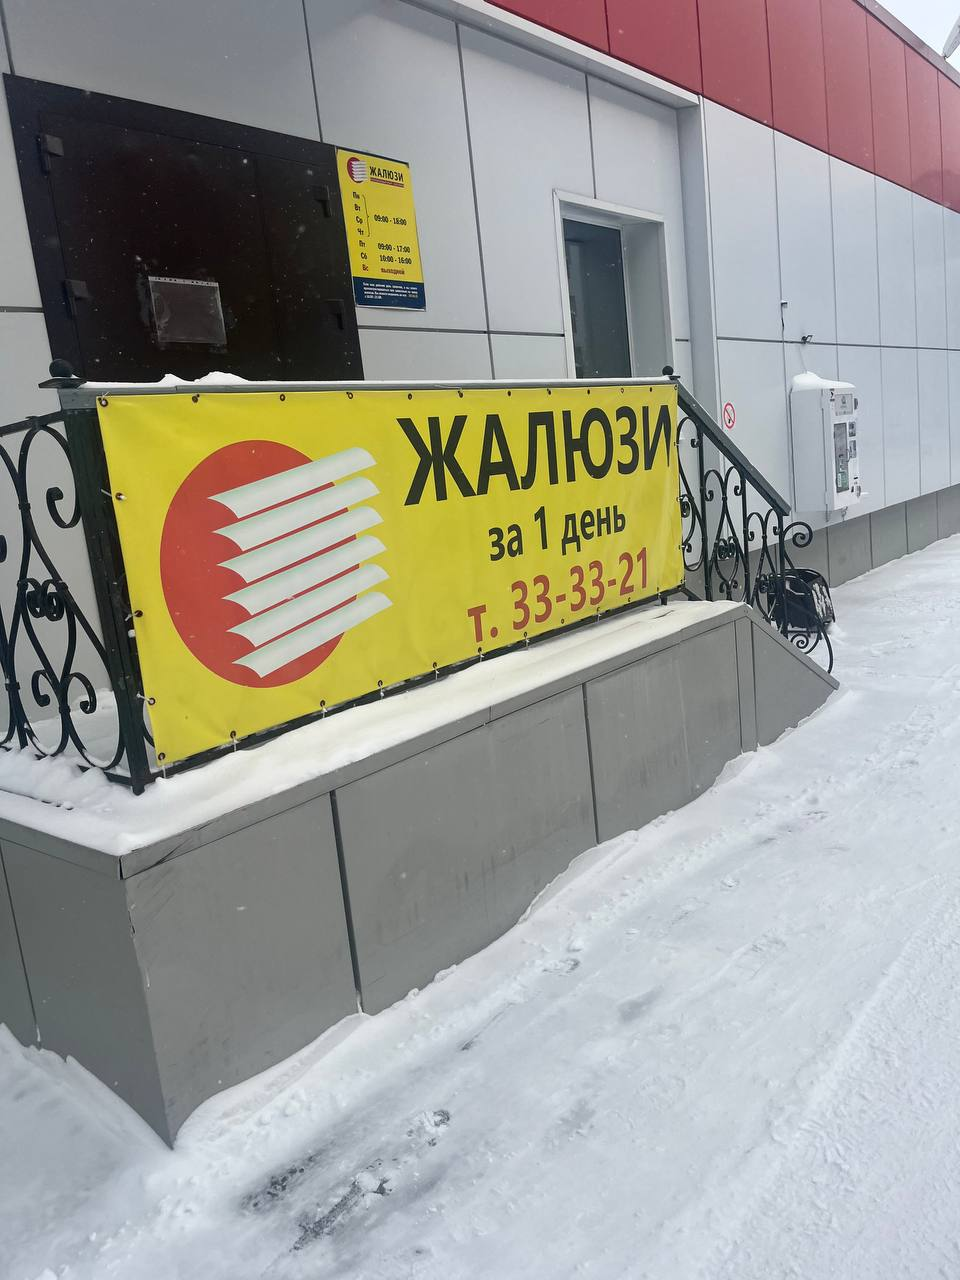 ЖАЛЮЗИ
Пн
Вт
Ср
Чт
09:00 - 18:00
Пт 09:00 - 17:00
Сб 10:00 - 16:00
Вс выходной
ЖАЛЮЗИ
за 1 день
т. 33-33-21